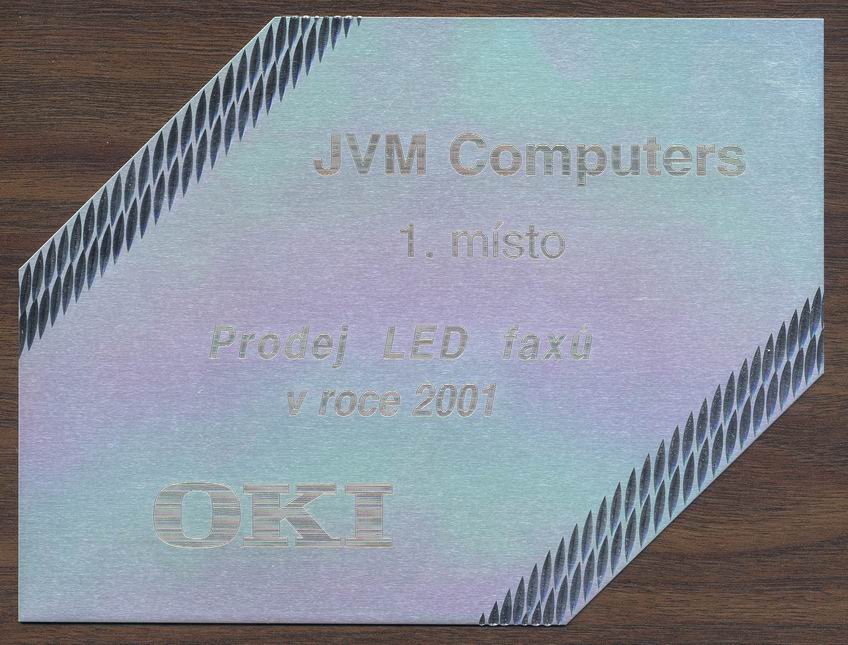 JVM Computers
1. místo
Prodej LED faxů
v roce 2001
OKI